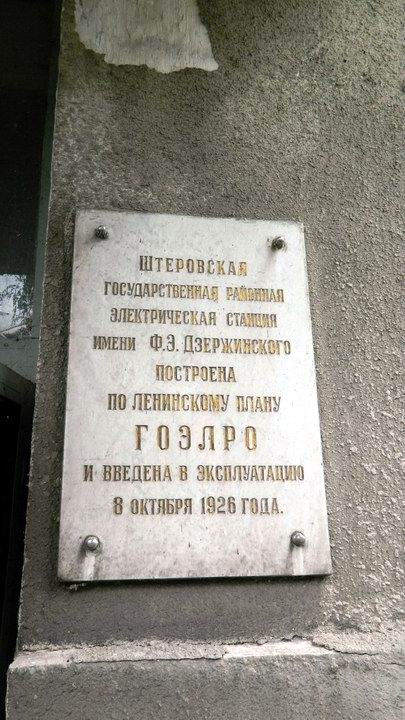 ШТЕРОВСКАЯ
ГОСУДАРСТВЕННАЯ РАЙОННАЯ
ЭЛЕКТРИЧЕСКАЯ СТАНЦИЯ
ИМЕНИ Ф.Э. ДЗЕРЖИНСКОГО
ПОСТРОЕНА
ПО ЛЕНИНСКОМУ ПЛАНУ
ГОЭЛРО
И ВВЕДЕНА В ЭКСПЛУАТАЦИЮ
8 ОКТЯБРЯ 1926 ГОДА.